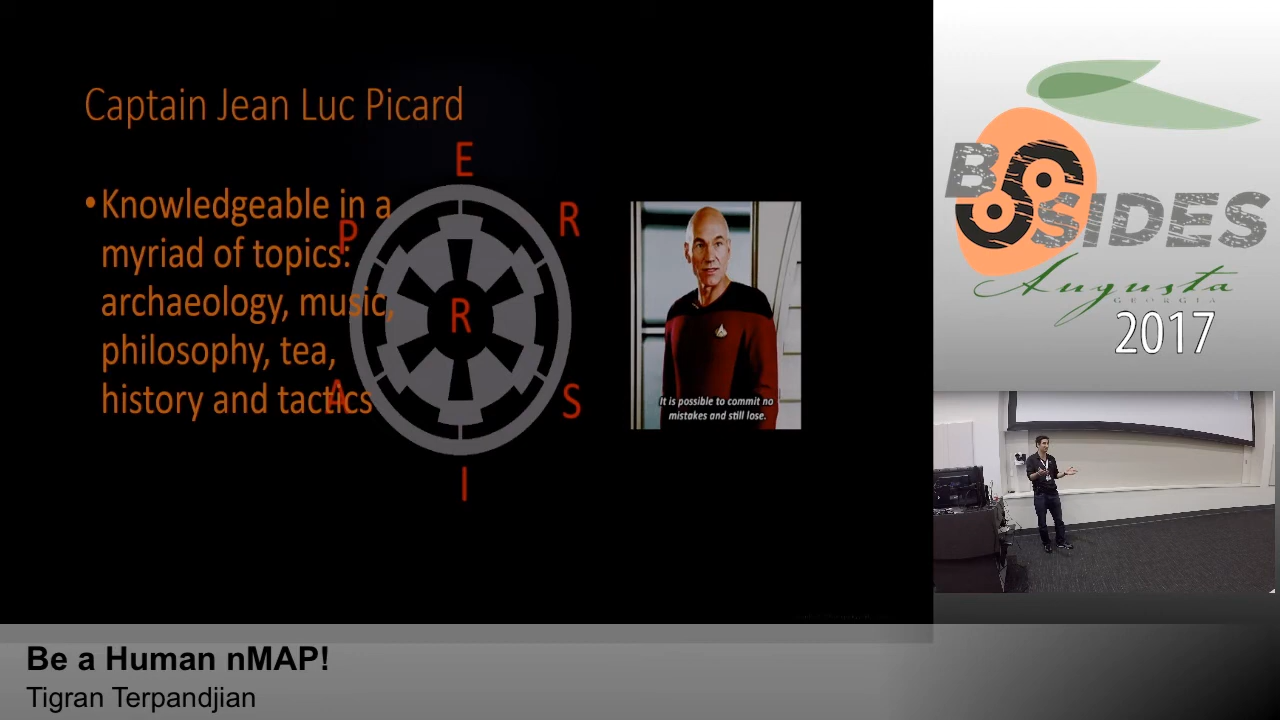 Captain Jean Luc Picard
E
•Knowledgeable in a
R
P
myriad of topics:
archaeology, music,
R
philosophy, tea,
A
history and tactics
S
I
It is possible to commit no
mistakes and still lose.
BSIDES
Augusta
GEORGIA
2017
Be a Human nMAP!
Tigran Terpandjian